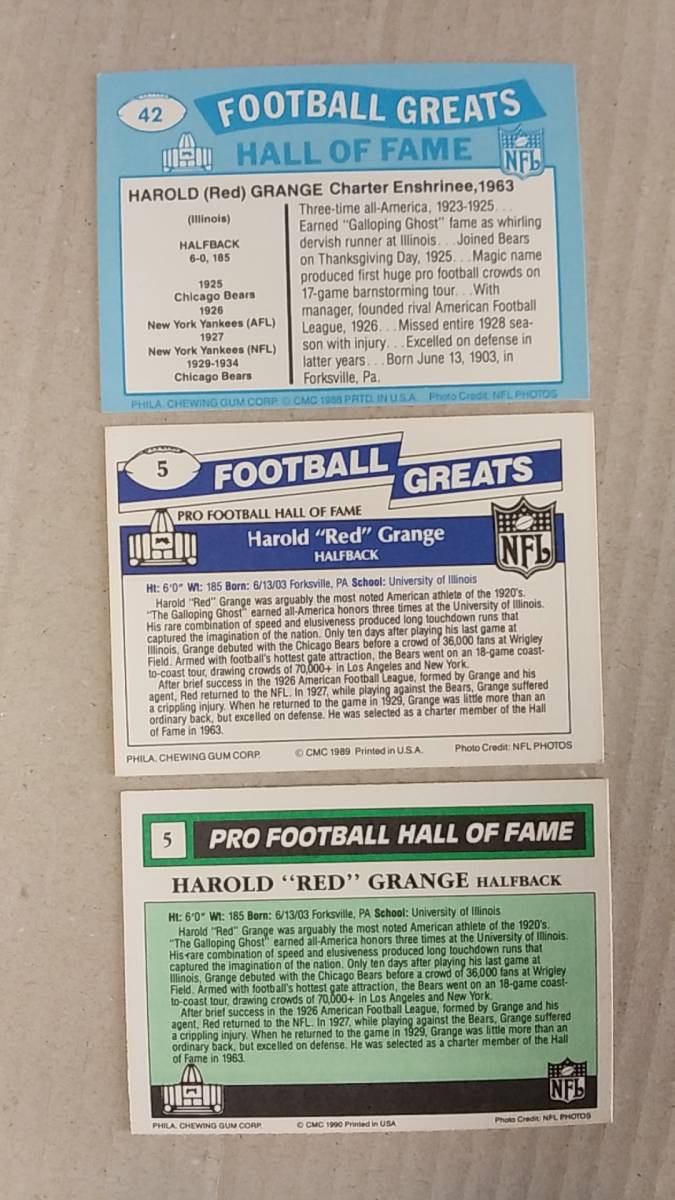 42
FOOTBALL GREATS
HALL OF FAME
NFL
HAROLD (Red) GRANGE Charter Enshrinee, 1963
(Illinois)
HALFBACK
6-0, 185
1925
Chicago Bears
1926
New York Yankees (AFL)
1927
New York Yankees (NFL)
1929-1934
Chicago Bears
Three-time all-America, 1923-1925...
Earned "Galloping Ghost" fame as whirling
dervish runner at Illinois...Joined Bears
on Thanksgiving Day, 1925...Magic name
produced first huge pro football crowds on
17-game barnstorming tour...With
manager, founded rival American Football
League, 1926...Missed entire 1928 sea-
son with injury...Excelled on defense in
latter years...Born June 13, 1903, in
Forksville, Pa.
PHILA. CHEWING GUM CORP. © CMC 1988 PRTD. IN U.S.A. Photo Credit: NFL PHOTOS
5
FOOTBALL GREATS
PRO FOOTBALL HALL OF FAME
Harold "Red" Grange
HALFBACK
NFL
Ht: 6'0" Wt: 185 Born: 6/13/03 Forksville, PA School: University of Illinois
Harold "Red" Grange was arguably the most noted American athlete of the 1920's.
"The Galloping Ghost" earned all-America honors three times at the University of Illinois.
His rare combination of speed and elusiveness produced long touchdown runs that
captured the imagination of the nation. Only ten days after playing his last game at
Illinois, Grange debuted with the Chicago Bears before a crowd of 36,000 fans at Wrigley
Field. Armed with football's hottest gate attraction, the Bears went on an 18-game coast-
to-coast tour, drawing crowds of 70,000+ in Los Angeles and New York.
After brief success in the 1926 American Football League, formed by Grange and his
agent, Red returned to the NFL. In 1927, while playing against the Bears, Grange suffered
a crippling injury. When he returned to the game in 1929, Grange was little more than an
ordinary back, but excelled on defense. He was selected as a charter member of the Hall
of Fame in 1963.
PHILA. CHEWING GUM CORP. © CMC 1989 Printed in U.S.A. Photo Credit: NFL PHOTOS
5
PRO FOOTBALL HALL OF FAME
HAROLD "RED" GRANGE HALFBACK
Ht: 6'0" Wt: 185 Born: 6/13/03 Forksville, PA School: University of Illinois
Harold "Red" Grange was arguably the most noted American athlete of the 1920's.
"The Galloping Ghost" earned all-America honors three times at the University of Illinois.
His rare combination of speed and elusiveness produced long touchdown runs that
captured the imagination of the nation. Only ten days after playing his last game at
Illinois, Grange debuted with the Chicago Bears before a crowd of 36,000 fans at Wrigley
Field. Armed with football's hottest gate attraction, the Bears went on an 18-game coast-
to-coast tour, drawing crowds of 70,000+ in Los Angeles and New York.
After brief success in the 1926 American Football League, formed by Grange and his
agent, Red returned to the NFL. In 1927, while playing against the Bears, Grange suffered
a crippling injury. When he returned to the game in 1929, Grange was little more than an
ordinary back, but excelled on defense. He was selected as a charter member of the Hall
of Fame in 1963.
NFL
PHILA. CHEWING GUM CORP. © CMC 1990 Printed in USA Photo Credit: NFL PHOTOS